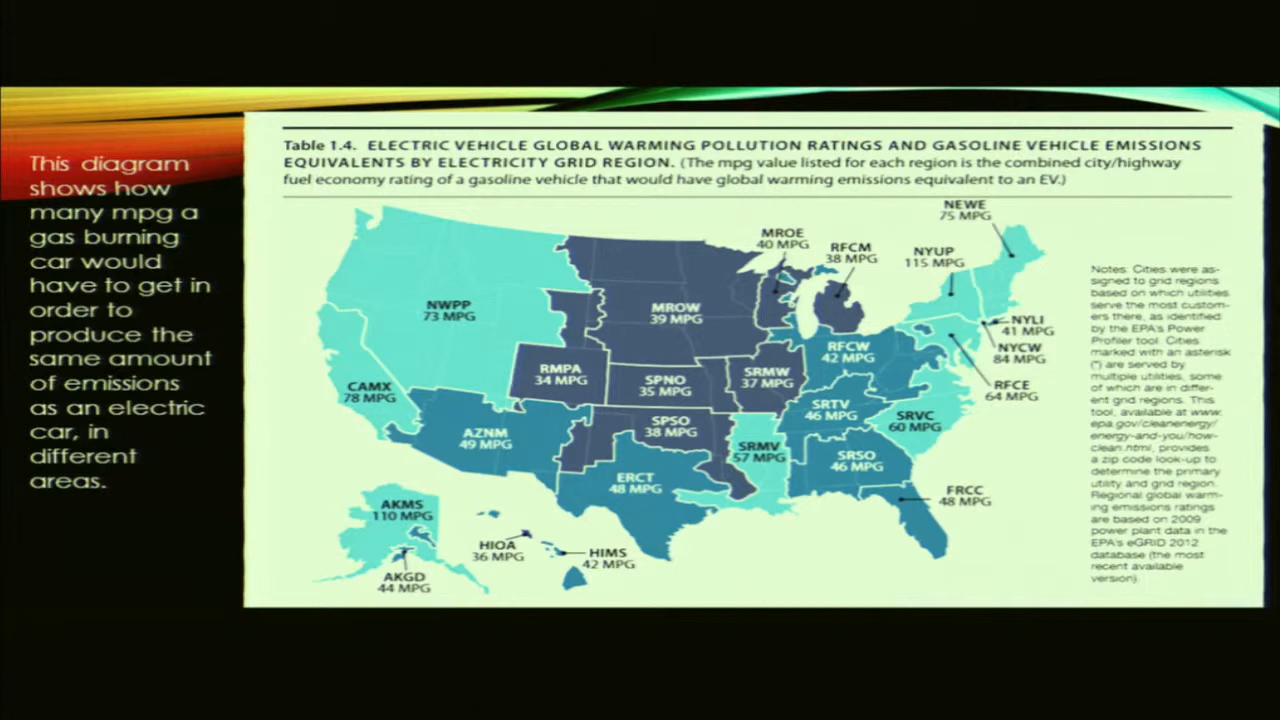 This diagram
shows how
many mpg a
gas burning
car would
have to get in
order to
produce the
same amount
of emissions
as an electric
car, in
different
areas.
Table 1.4. ELECTRIC VEHICLE GLOBAL WARMING POLLUTION RATINGS AND GASOLINE VEHICLE EMISSIONS
EQUIVALENTS BY ELECTRICITY GRID REGION. (The mpg value listed for each region is the combined city/highway
fuel economy rating of a gasoline vehicle that would have global warming emissions equivalent to an EV.)
NEWE
75 MPG
MROE
40 MPG
RFCM
38 MPG
NYUP
115 MPG
NWPP
73 MPG
MROW
39 MPG
NYLI
41 MPG
NYCW
84 MPG
RFCW
42 MPG
RMPA
34 MPG
SPNO
35 MPG
SRMW
37 MPG
RFCE
64 MPG
CAMX
78 MPG
SRTV
46 MPG
SRVC
60 MPG
SPSO
38 MPG
AZNM
49 MPG
SRMV
57 MPG
SRSO
46 MPG
ERCT
48 MPG
FRCC
48 MPG
AKMS
110 MPG
HIOA
36 MPG
HIMS
42 MPG
AKGD
44 MPG
Notes: Cities were as-
signed to grid regions
based on which utilities
serve the most custom-
ers there, as identified
by the EPA's Power
Profiler tool. Cities
marked with an asterisk
(*) are served by
multiple utilities, some
of which are in differ-
ent grid regions. This
tool, available at www.
epa.gov/cleanenergy/
energy-and-you/how-
clean.html, provides
a zip code look-up to
determine the primary
utility and grid region.
Regional global warm-
ing emissions ratings
are based on 2009
power plant data in the
EPA's eGRID 2012
database (the most
recent available
version).